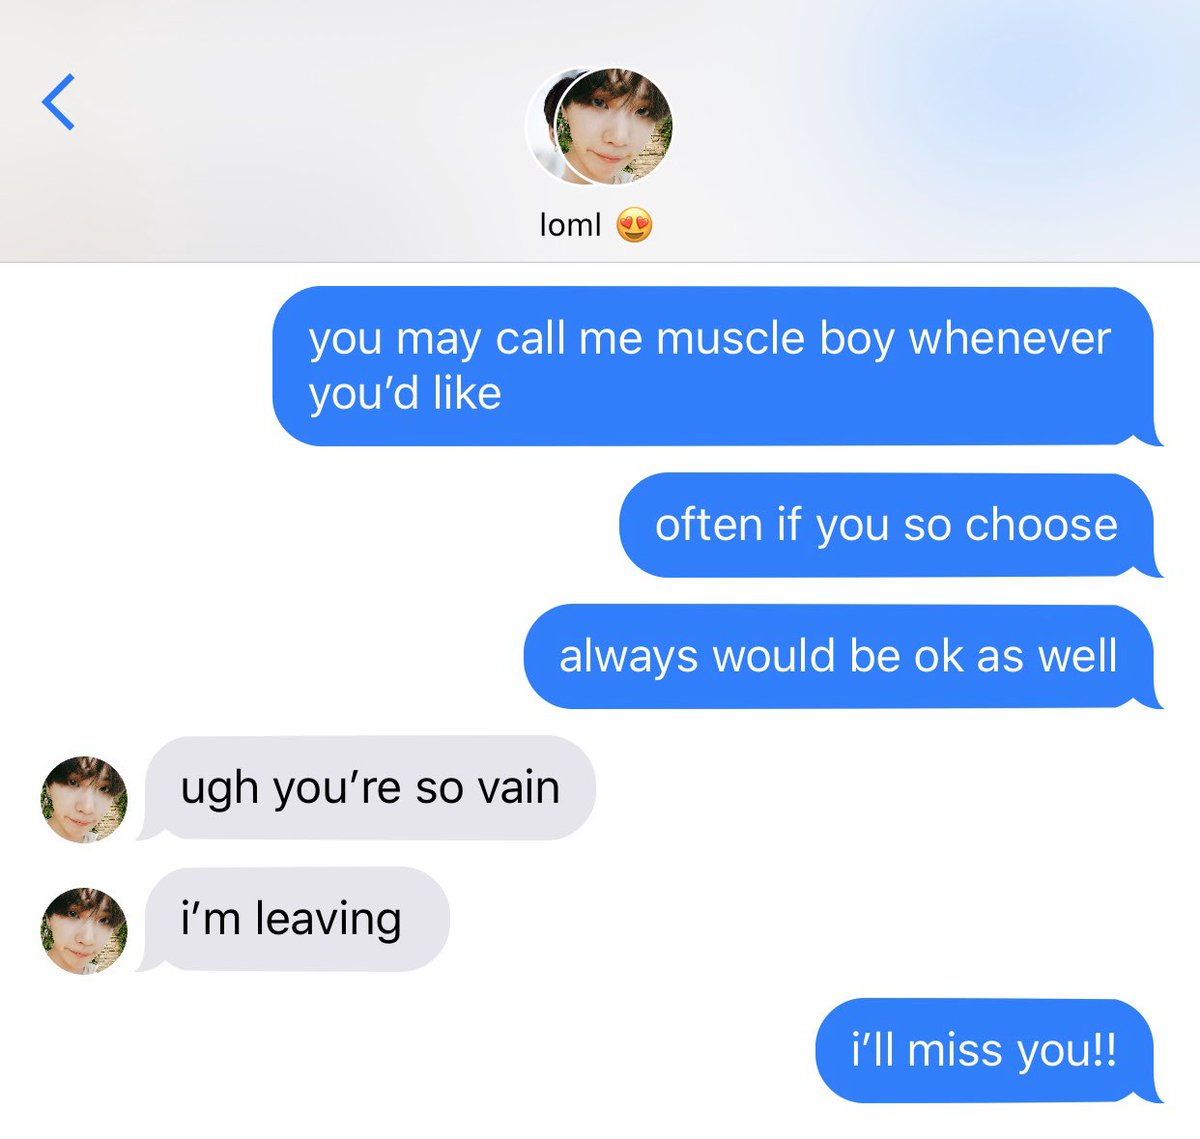 loml 😍
you may call me muscle boy whenever
you’d like
often if you so choose
always would be ok as well
ugh you’re so vain
i’m leaving
i’ll miss you!!